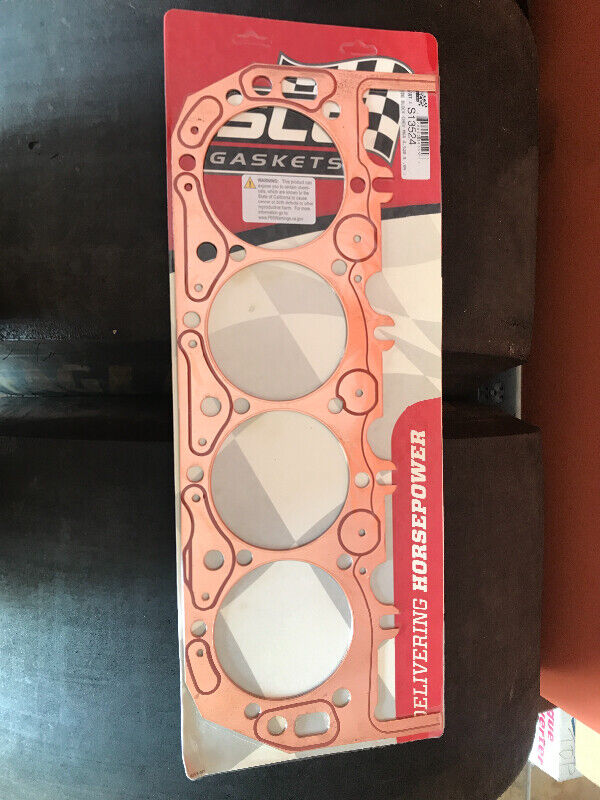 GASKETS
WARNING: This product can
expose you to certain chemi-
cals, which are known to the
State of California to cause
cancer or birth defects or other
reproductive harm. For more
information go to
www.P65Warnings.ca.gov
S13524
DELIVERING HORSEPOWER
TOP